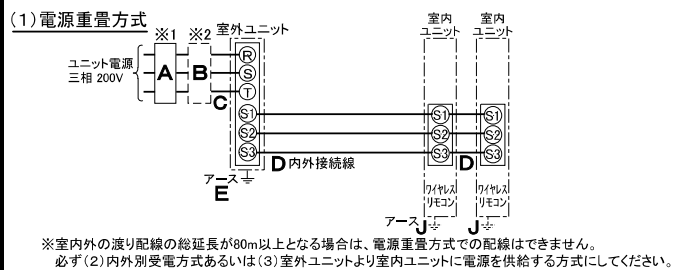 (1)電源重畳方式
※1 ※2 室外ユニット
室内
ユニット
室内
ユニット
ユニット電源
三相 200V
A
B
C
R
S
T
S1
S2
S3
S1
S2
S3
S1
S2
S3
D 内外接続線
D
アース
E
ワイヤレス
リモコン
ワイヤレス
リモコン
アース J
J
※室内外の渡り配線の総延長が80m以上となる場合は、電源重畳方式での配線はできません。
必ず(2)内外別受電方式あるいは(3)室外ユニットより室内ユニットに電源を供給する方式にしてください。